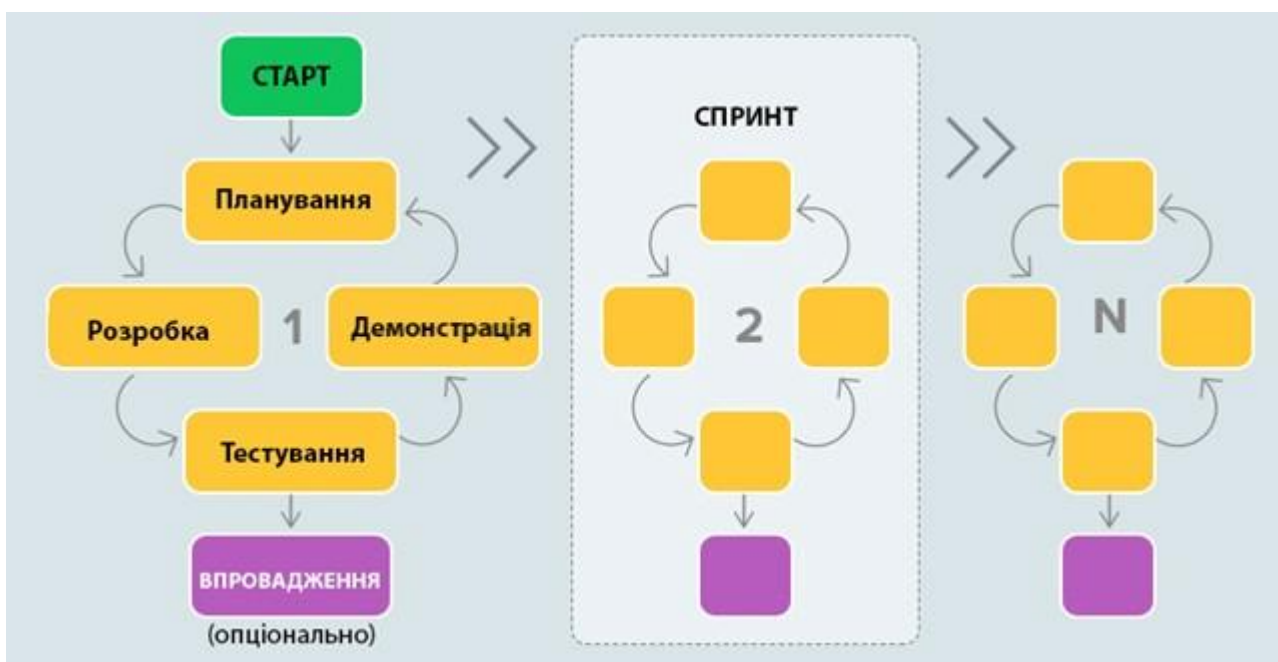 СТАРТ
СПРИНТ
Планування
Розробка
1
Демонстрація
2
N
Тестування
ВПРОВАДЖЕННЯ
(опціонально)